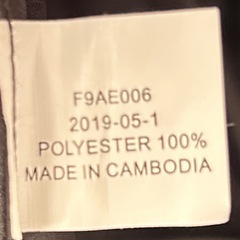 F9AE006
2019-05-1
POLYESTER 100%
MADE IN CAMBODIA